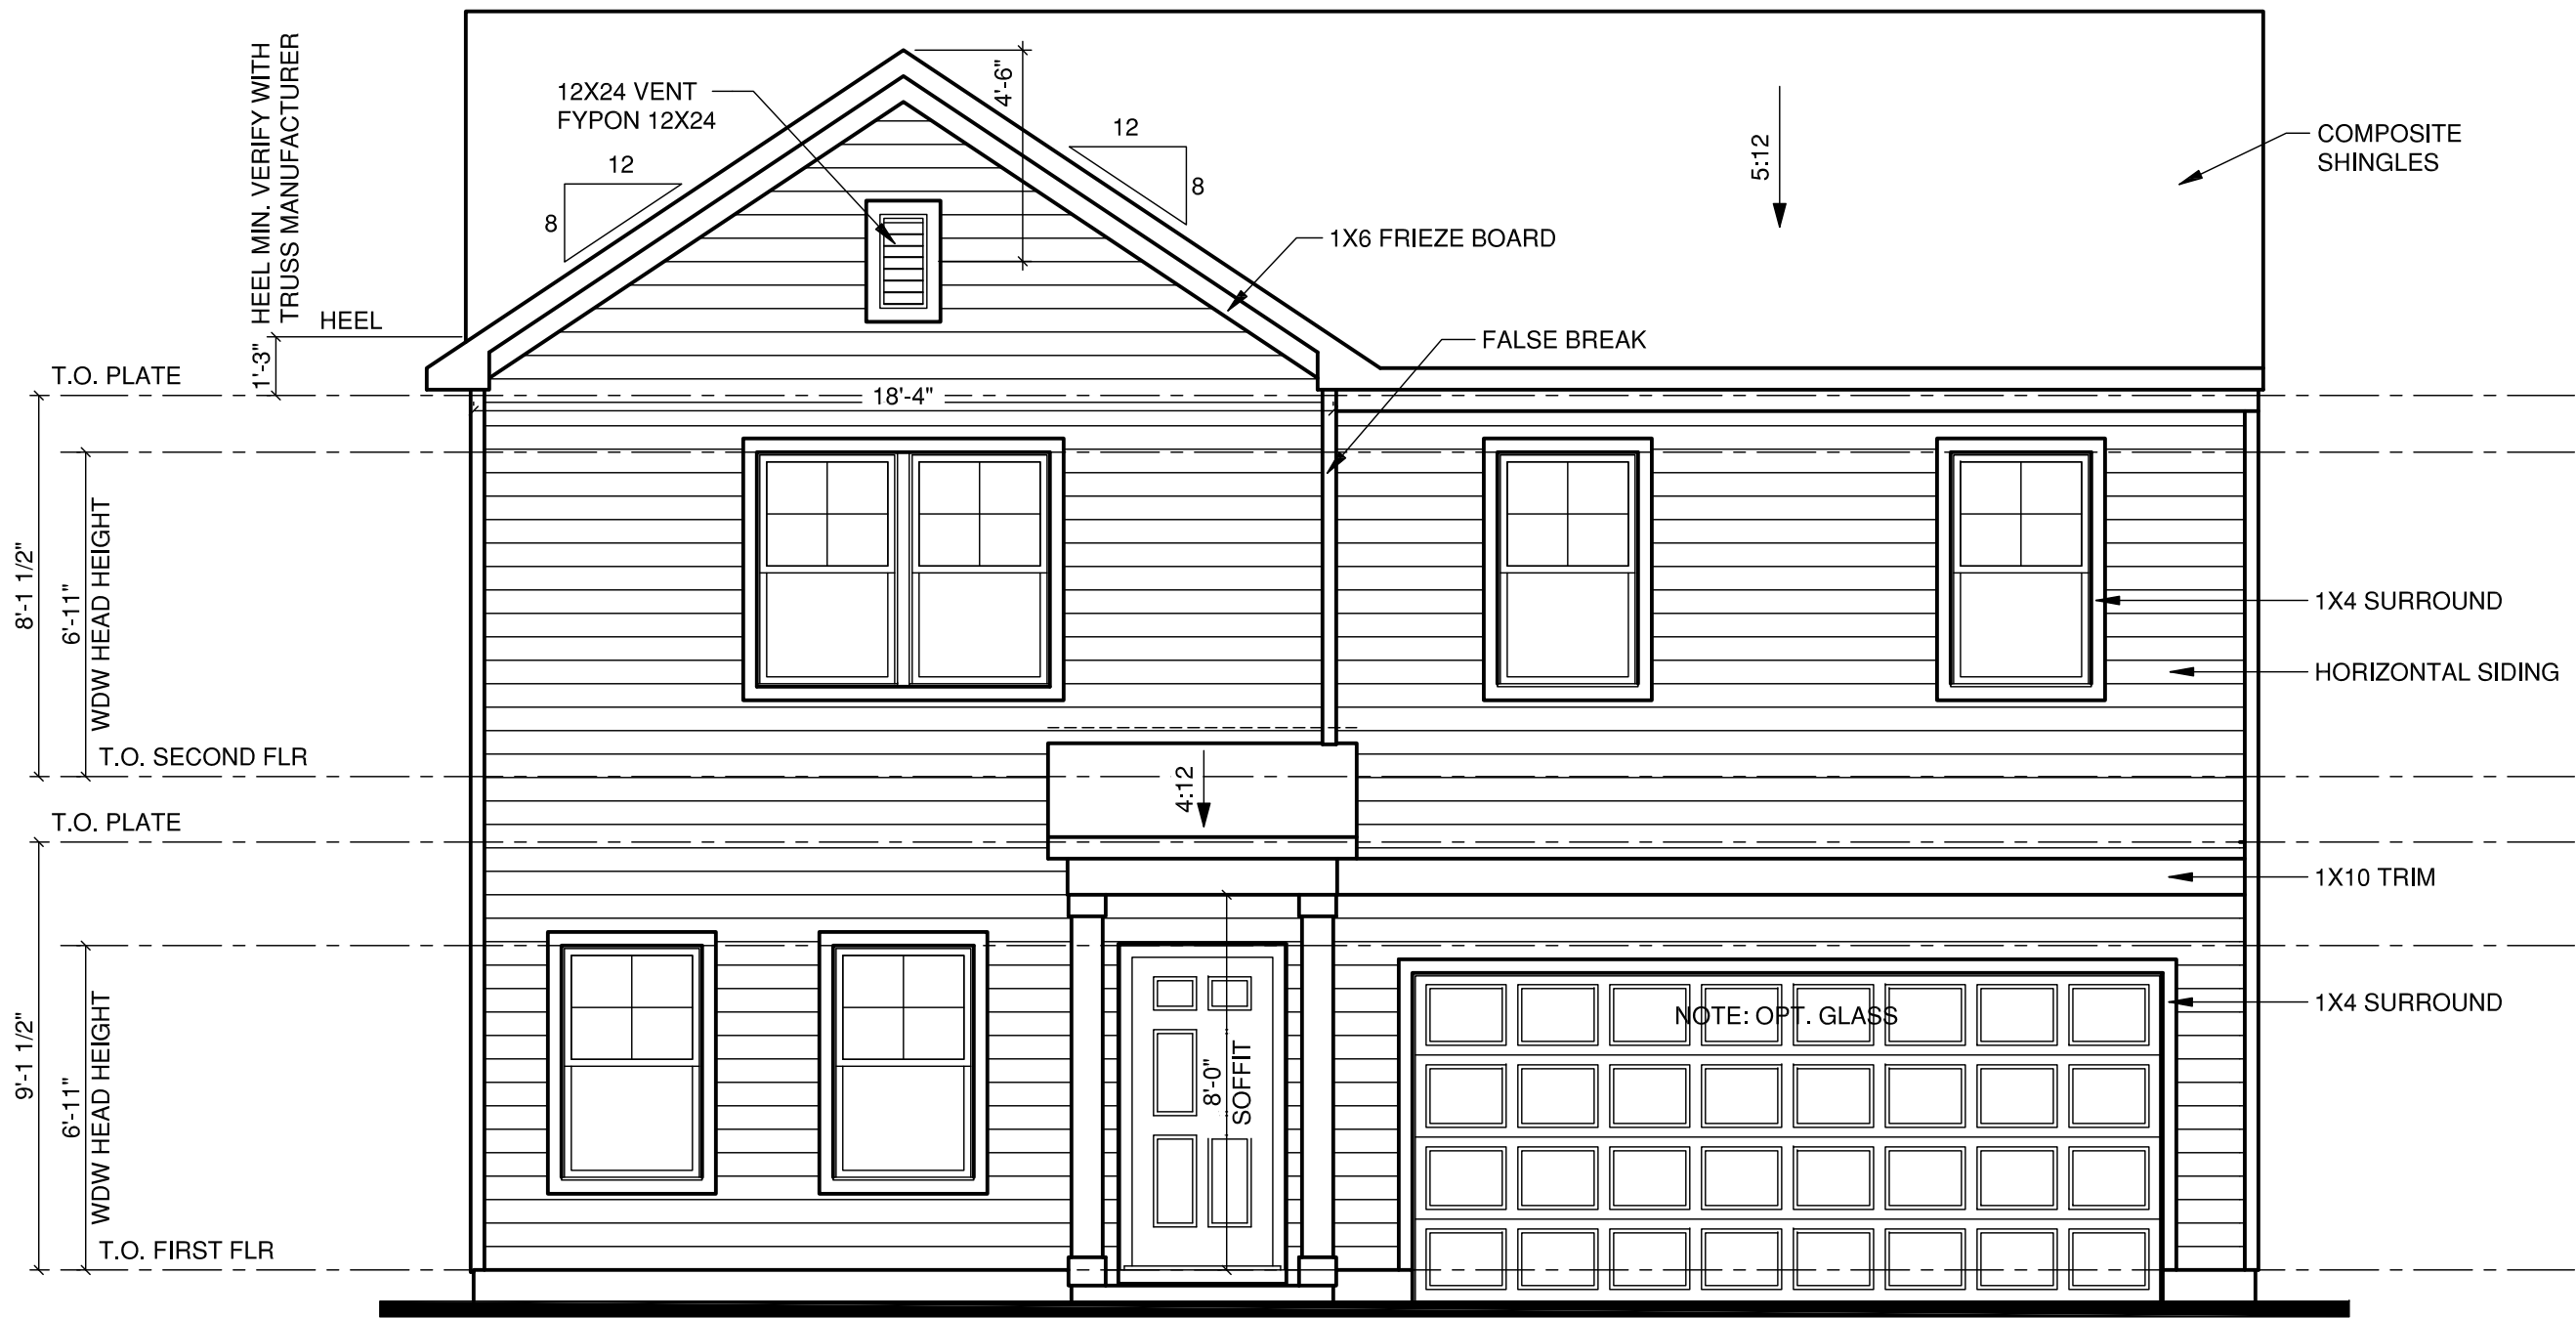 HEEL MIN. VERIFY WITH
TRUSS MANUFACTURER
1'-3"
HEEL
12X24 VENT
FYPON 12X24
4'-6"
12
8
12
8
5:12
COMPOSITE
SHINGLES
1X6 FRIEZE BOARD
FALSE BREAK
T.O. PLATE
18'-4"
8'-1 1/2"
6'-11"
WDW HEAD HEIGHT
1X4 SURROUND
HORIZONTAL SIDING
T.O. SECOND FLR
4:12
T.O. PLATE
1X10 TRIM
9'-1 1/2"
6'-11"
WDW HEAD HEIGHT
8'-0"
SOFFIT
NOTE: OPT. GLASS
1X4 SURROUND
T.O. FIRST FLR